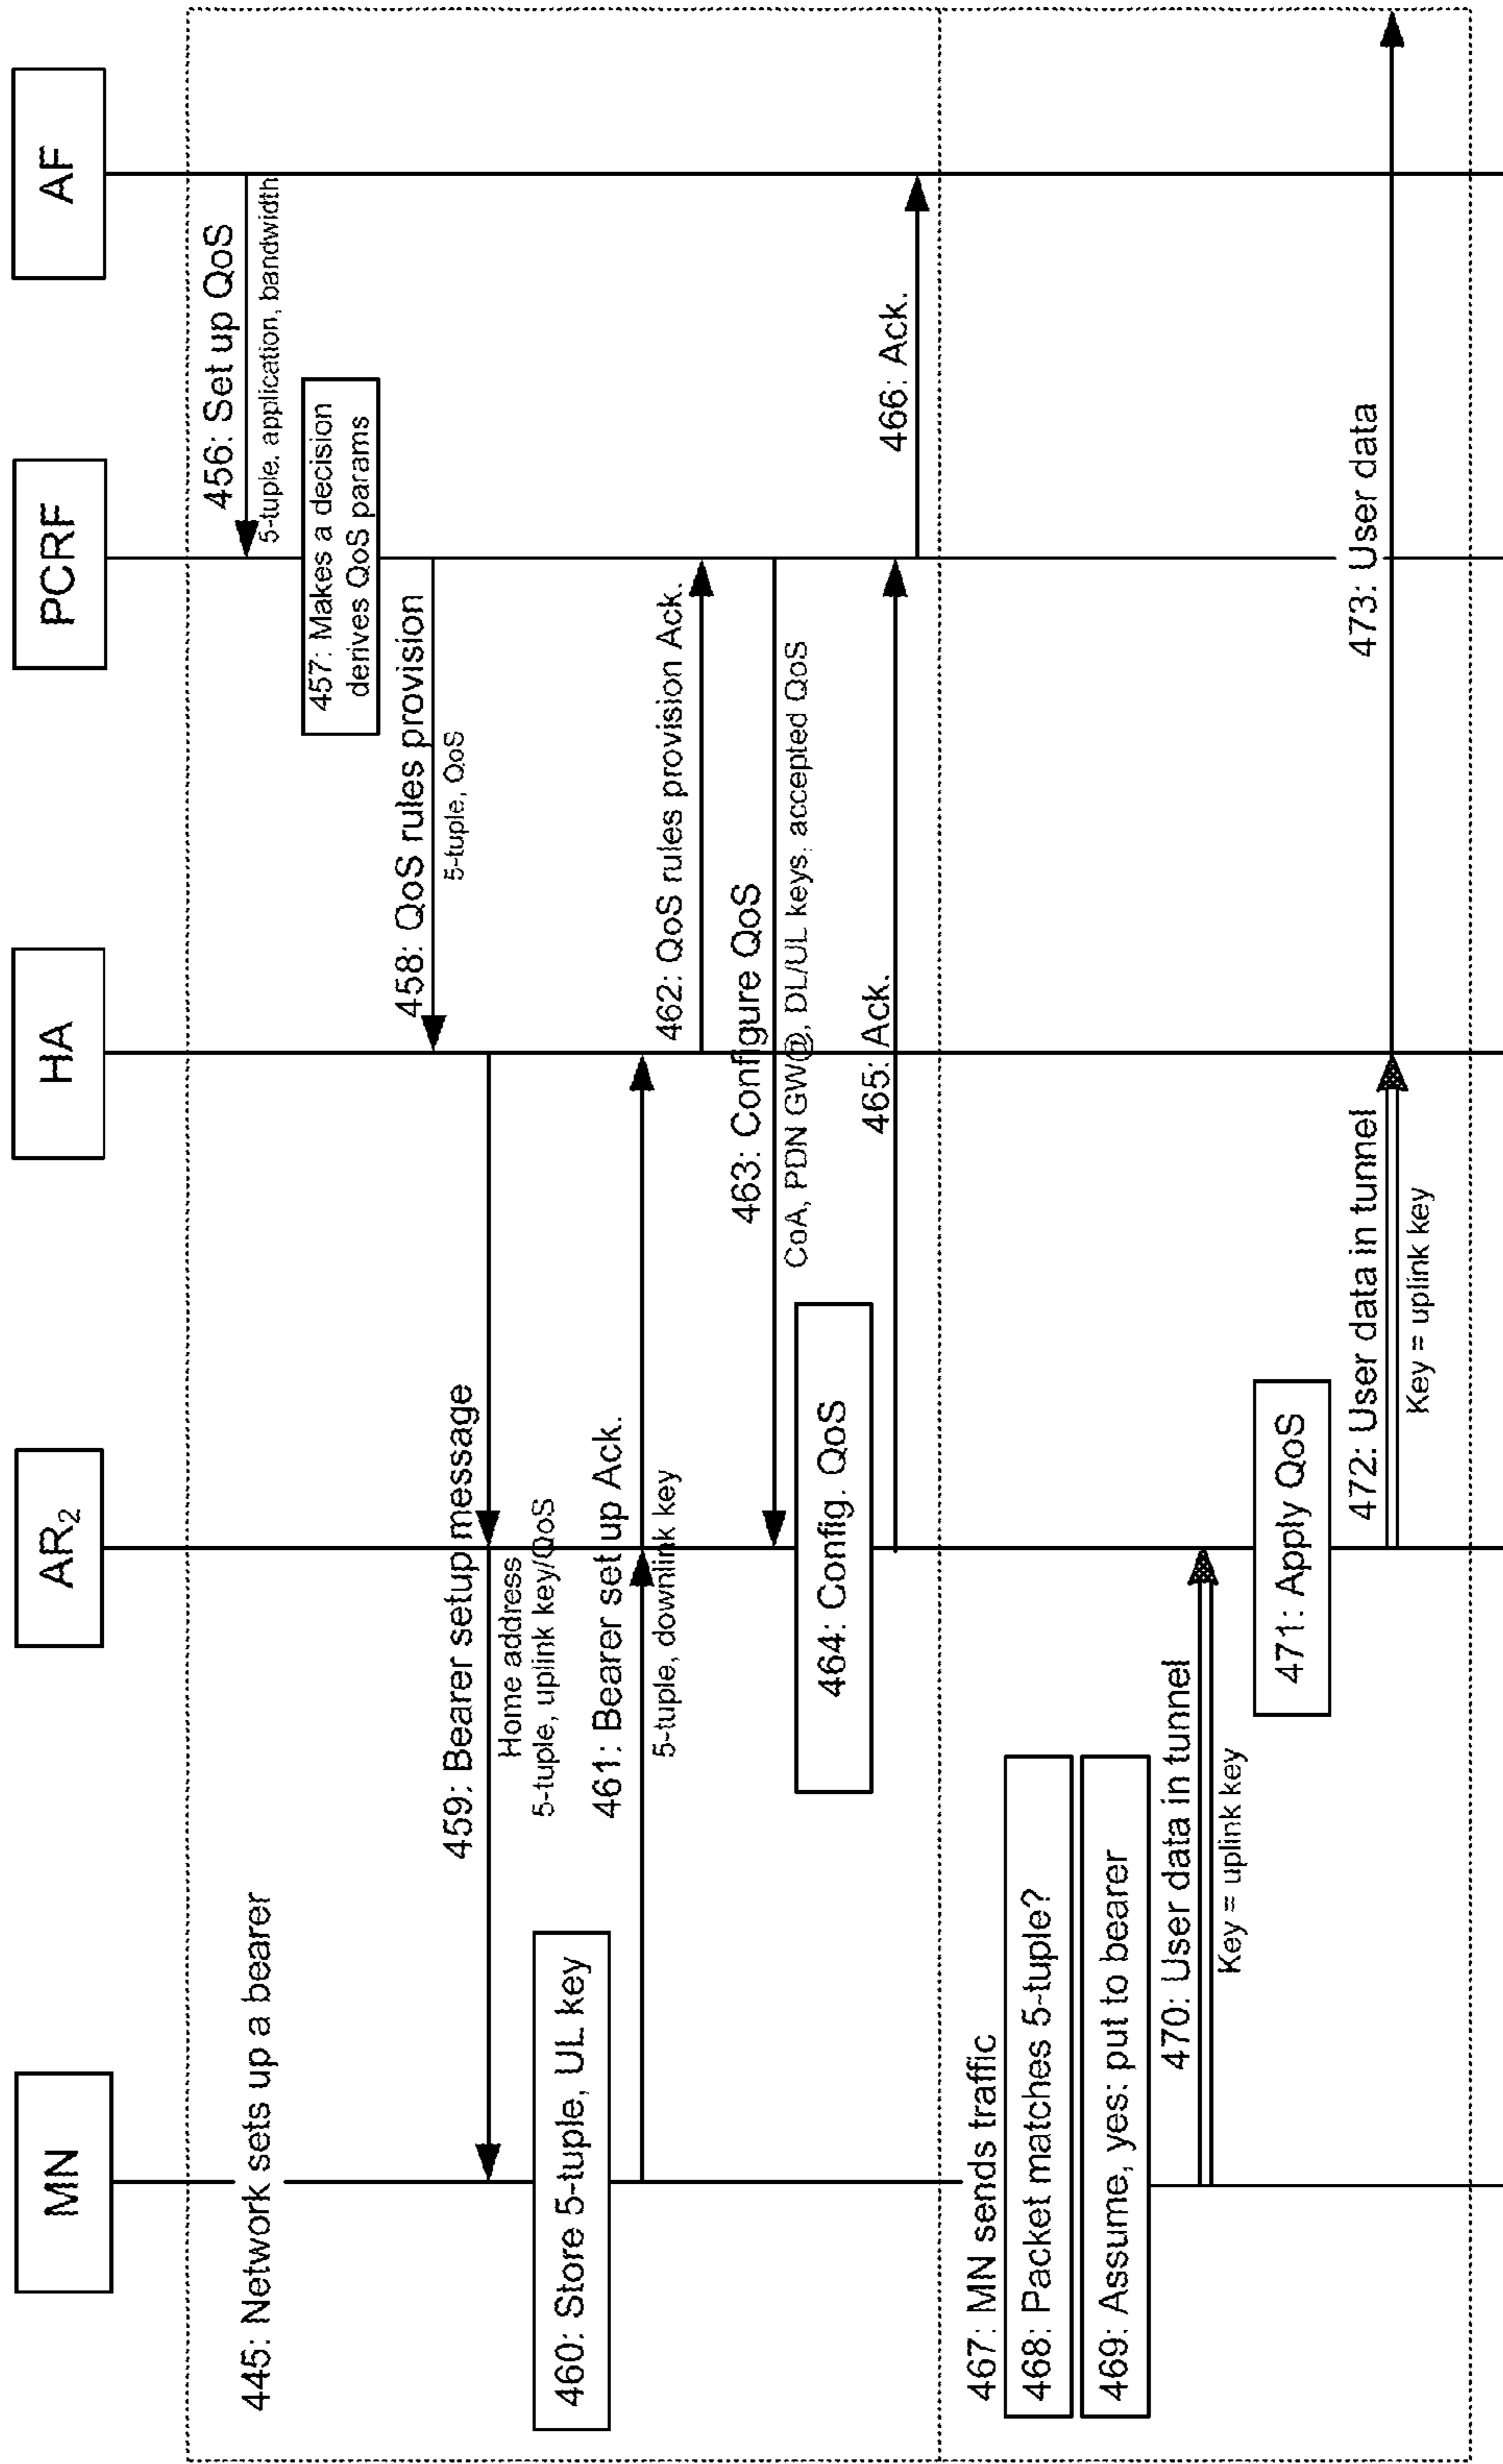 MN
AR2
HA
PCRF
AF
445: Network sets up a bearer
456: Set up QoS
5-tuple, application, bandwidth
457: Makes a decision
derives QoS params
458: QoS rules provision
5-tuple, QoS
459: Bearer setup message
Home address
5-tuple, uplink key/QoS
460: Store 5-tuple, UL key
461: Bearer set up Ack.
5-tuple, downlink key
462: QoS rules provision Ack.
463: Configure QoS
CoA, PDN GW@, DL/UL keys, accepted QoS
464: Config. QoS
465: Ack.
466: Ack.
467: MN sends traffic
468: Packet matches 5-tuple?
469: Assume, yes: put to bearer
470: User data in tunnel
Key = uplink key
471: Apply QoS
472: User data in tunnel
Key = uplink key
473: User data